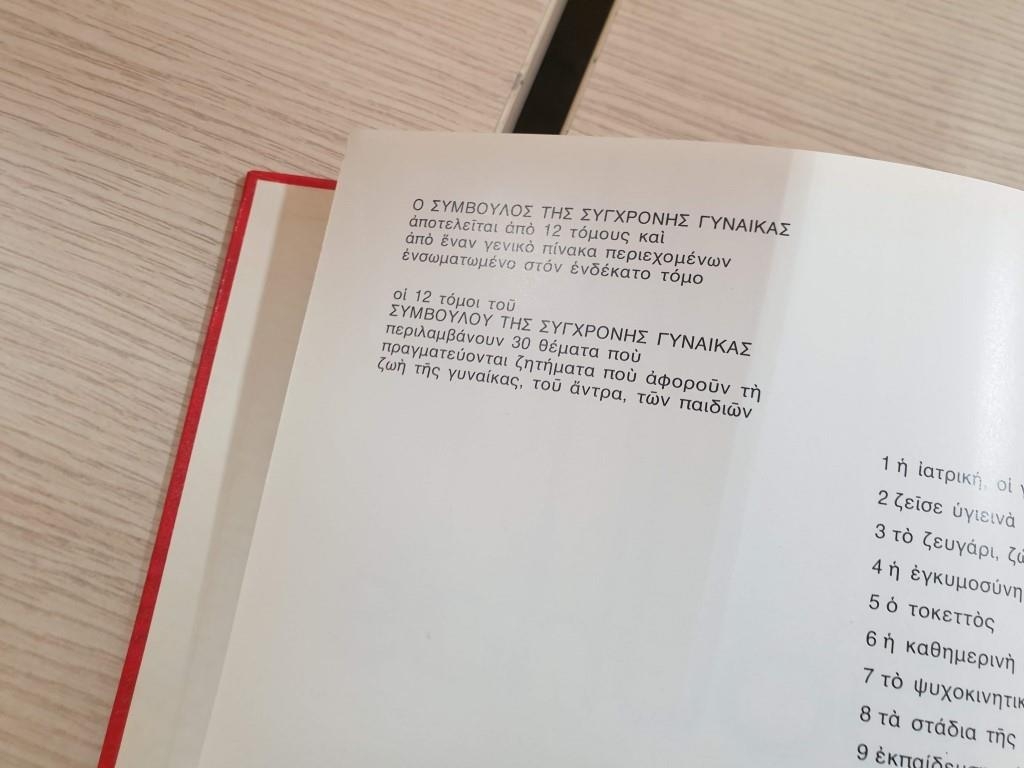 Ο ΣΥΜΒΟΥΛΟΣ ΤΗΣ ΣΥΓΧΡΟΝΗΣ ΓΥΝΑΙΚΑΣ
ἀποτελεῖται ἀπὸ 12 τόμους καὶ
ἀπὸ ἕναν γενικὸ πίνακα περιεχομένων
ἐνσωματωμένο στόν ἑνδέκατο τόμο
οἱ 12 τόμοι τοῦ
ΣΥΜΒΟΥΛΟΥ ΤΗΣ ΣΥΓΧΡΟΝΗΣ ΓΥΝΑΙΚΑΣ
περιλαμβάνουν 30 θέματα ποὺ
πραγματεύονται ζητήματα ποὺ ἀφοροῦν τὴ
ζωὴ τῆς γυναίκας, τοῦ ἄντρα, τῶν παιδιῶν
1 ἡ ἰατρική, οἱ
2 ζεῖσε ὑγιεινὰ
3 τὸ ζευγάρι,
4 ἡ ἐγκυμοσύνη
5 ὁ τοκεττὸς
6 ἡ καθημερινὴ
7 τὸ
8 τὰ στάδια τῆς
9